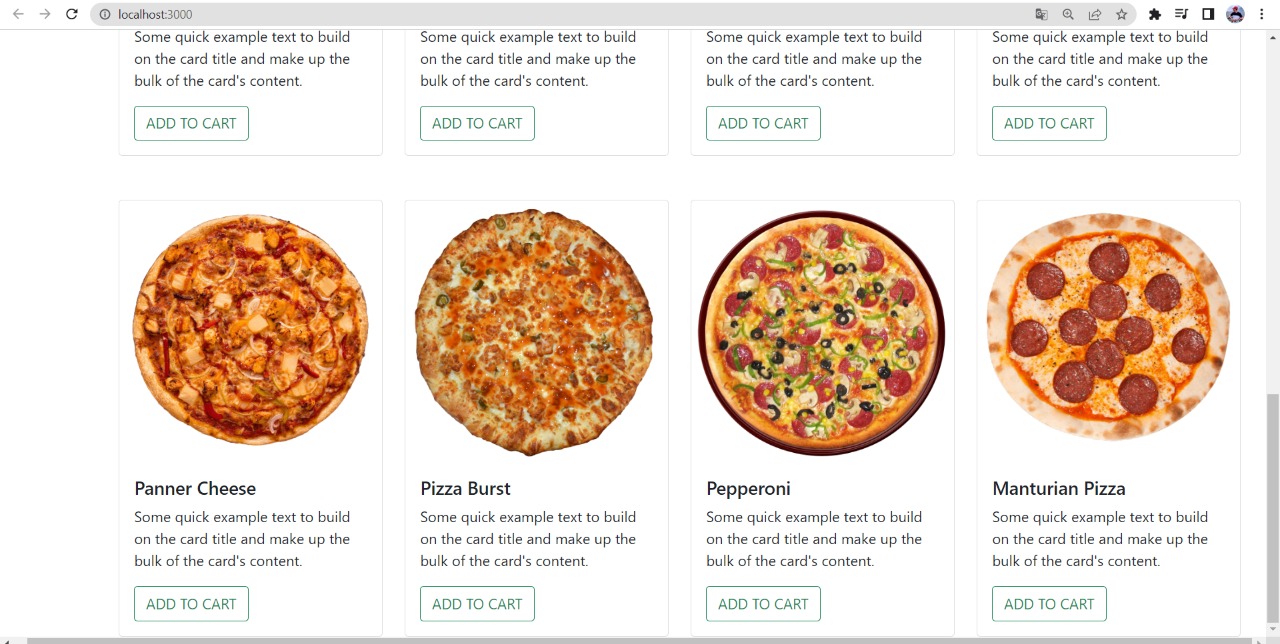 localhost:3000
Some quick example text to build
on the card title and make up the
bulk of the card's content.
ADD TO CART
Some quick example text to build
on the card title and make up the
bulk of the card's content.
ADD TO CART
Some quick example text to build
on the card title and make up the
bulk of the card's content.
ADD TO CART
Some quick example text to build
on the card title and make up the
bulk of the card's content.
ADD TO CART
Panner Cheese
Some quick example text to build
on the card title and make up the
bulk of the card's content.
ADD TO CART
Pizza Burst
Some quick example text to build
on the card title and make up the
bulk of the card's content.
ADD TO CART
Pepperoni
Some quick example text to build
on the card title and make up the
bulk of the card's content.
ADD TO CART
Manturian Pizza
Some quick example text to build
on the card title and make up the
bulk of the card's content.
ADD TO CART